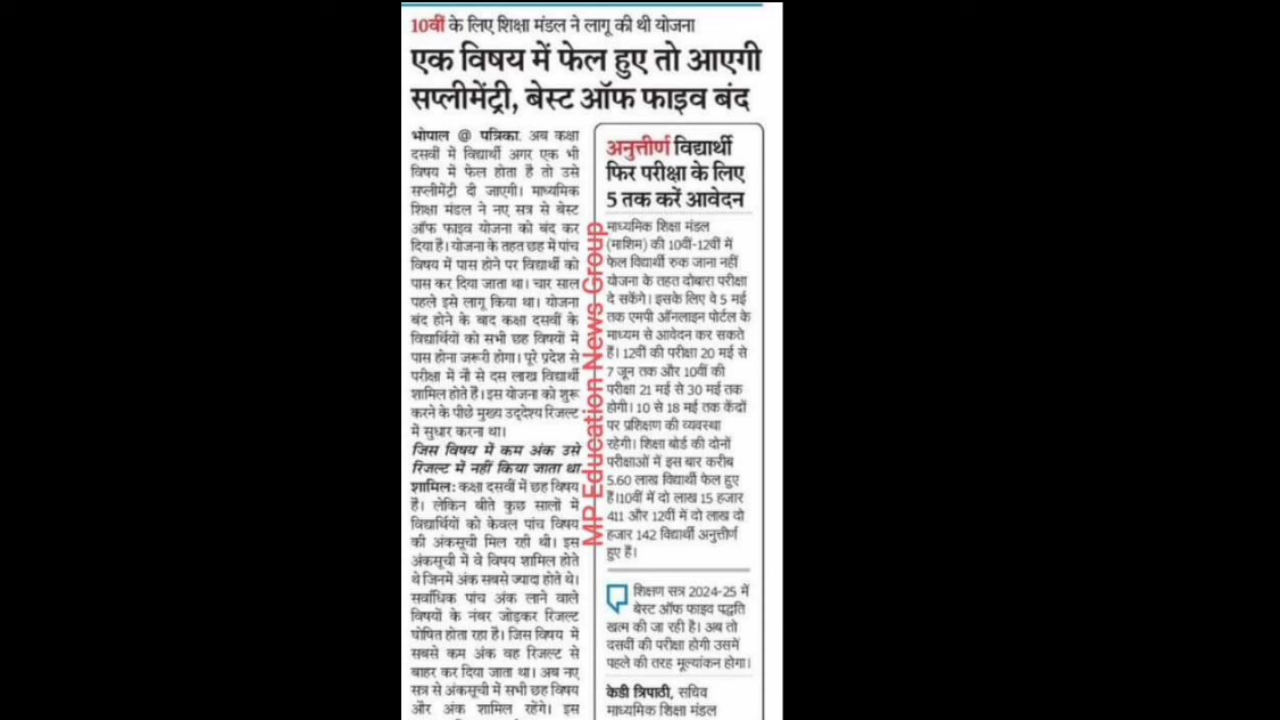 10वीं के लिए शिक्षा मंडल ने लागू की थी योजना
एक विषय में फेल हुए तो आएगी
सप्लीमेंट्री, बेस्ट ऑफ फाइव बंद
भोपाल @ पत्रिका. अब कक्षा
दसवीं में विद्यार्थी अगर एक भी
विषय में फेल होता है तो उसे
सप्लीमेंट्री दी जाएगी। माध्यमिक
शिक्षा मंडल ने नए सत्र से बेस्ट
ऑफ फाइव योजना को बंद कर
दिया है। योजना के तहत छह में पांच
विषय में पास होने पर विद्यार्थी को
पास कर दिया जाता था। चार साल
पहले इसे लागू किया था। योजना
बंद होने के बाद कक्षा दसवीं के
विद्यार्थियों को सभी छह विषयों में
पास होना जरूरी होगा। पूरे प्रदेश से
परीक्षा में नौ से दस लाख विद्यार्थी
शामिल होते हैं। इस योजना को शुरू
करने के पीछे मुख्य उद्देश्य रिजल्ट
में सुधार करना था।
जिस विषय में कम अंक उसे
रिजल्ट में नहीं किया जाता था
शामिल: कक्षा दसवीं में छह विषय
हैं। लेकिन बीते कुछ सालों में
विद्यार्थियों को केवल पांच विषय
की अंकसूची मिल रही थी। इस
अंकसूची में वे विषय शामिल होते
थे जिनमें अंक सबसे ज्यादा होते थे।
सर्वाधिक पांच अंक लाने वाले
विषयों के नंबर जोड़कर रिजल्ट
घोषित होता रहा है। जिस विषय में
सबसे कम अंक वह रिजल्ट से
बाहर कर दिया जाता था। अब नए
सत्र से अंकसूची में सभी छह विषय
और अंक शामिल रहेंगे। इस
MP Education News Group
अनुत्तीर्ण विद्यार्थी
फिर परीक्षा के लिए
5 तक करें आवेदन
माध्यमिक शिक्षा मंडल
(माशिम) की 10वीं-12वीं में
फेल विद्यार्थी रुक जाना नहीं
योजना के तहत दोबारा परीक्षा
दे सकेंगे। इसके लिए वे 5 मई
तक एमपी ऑनलाइन पोर्टल के
माध्यम से आवेदन कर सकते
हैं। 12वीं की परीक्षा 20 मई से
7 जून तक और 10वीं की
परीक्षा 21 मई से 30 मई तक
होगी। 10 से 18 मई तक केंद्रों
पर प्रशिक्षण की व्यवस्था
रहेगी। शिक्षा बोर्ड की दोनों
परीक्षाओं में इस बार करीब
5.60 लाख विद्यार्थी फेल हुए
हैं।10वीं में दो लाख 15 हजार
411 और 12वीं में दो लाख दो
हजार 142 विद्यार्थी अनुत्तीर्ण
हुए हैं।
शिक्षण सत्र 2024-25 में
बेस्ट ऑफ फाइव पद्धति
खत्म की जा रही है। अब तो
दसवीं की परीक्षा होगी उसमें
पहले की तरह मूल्यांकन होगा।
केडी त्रिपाठी, सचिव
माध्यमिक शिक्षा मंडल